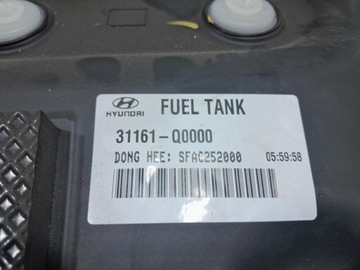 HYUNDAI
FUEL TANK
31161-Q0000
DONG HEE: SFAC252000 05:59:58